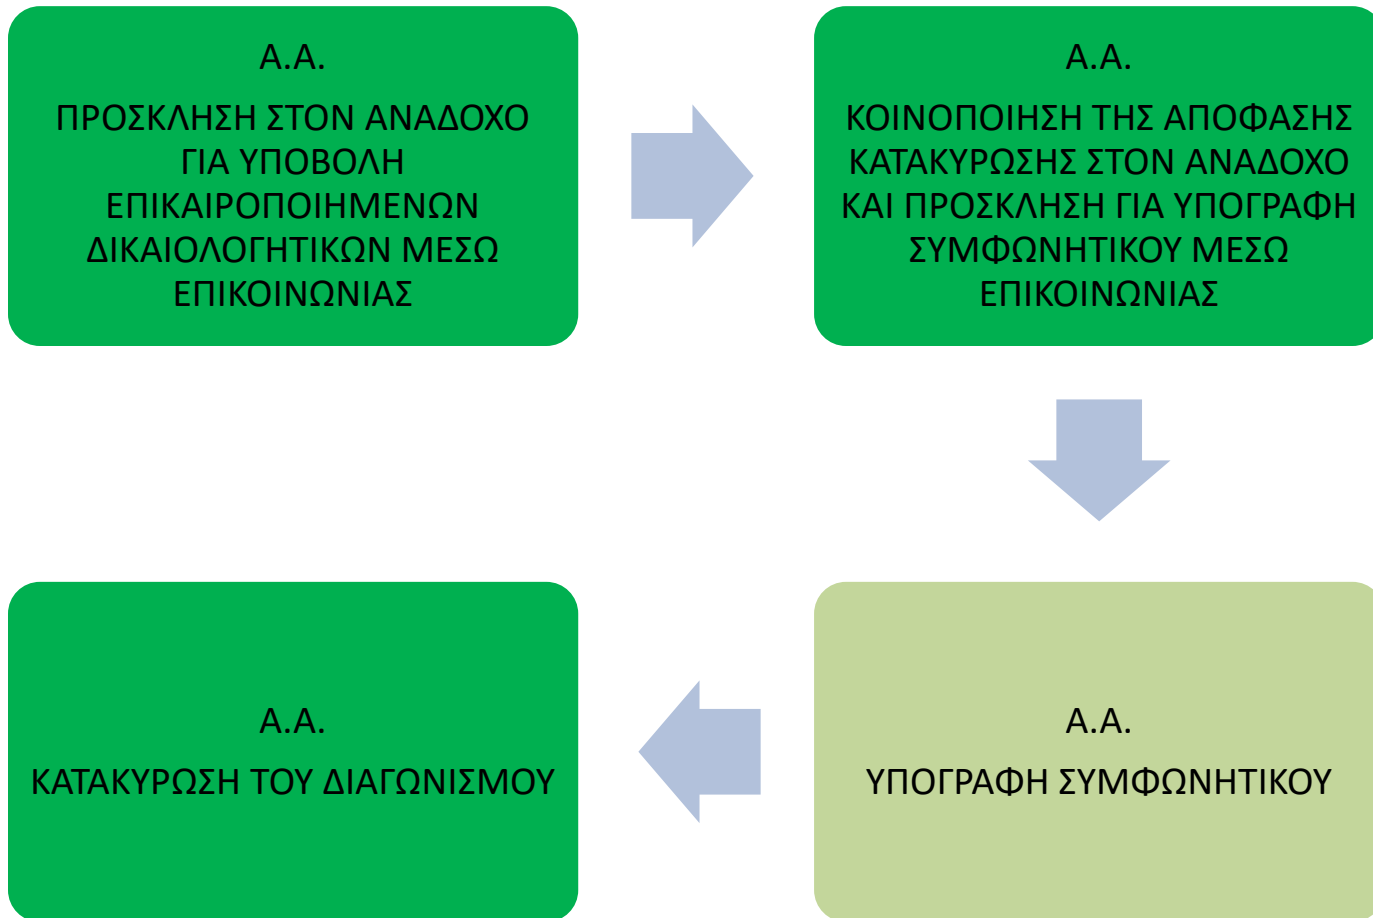 Α.Α.
ΠΡΟΣΚΛΗΣΗ ΣΤΟΝ ΑΝΑΔΟΧΟ
ΓΙΑ ΥΠΟΒΟΛΗ
ΕΠΙΚΑΙΡΟΠΟΙΗΜΕΝΩΝ
ΔΙΚΑΙΟΛΟΓΗΤΙΚΩΝ ΜΕΣΩ
ΕΠΙΚΟΙΝΩΝΙΑΣ
Α.Α.
ΚΟΙΝΟΠΟΙΗΣΗ ΤΗΣ ΑΠΟΦΑΣΗΣ
ΚΑΤΑΚΥΡΩΣΗΣ ΣΤΟΝ ΑΝΑΔΟΧΟ
ΚΑΙ ΠΡΟΣΚΛΗΣΗ ΓΙΑ ΥΠΟΓΡΑΦΗ
ΣΥΜΦΩΝΗΤΙΚΟΥ ΜΕΣΩ
ΕΠΙΚΟΙΝΩΝΙΑΣ
Α.Α.
ΥΠΟΓΡΑΦΗ ΣΥΜΦΩΝΗΤΙΚΟΥ
Α.Α.
ΚΑΤΑΚΥΡΩΣΗ ΤΟΥ ΔΙΑΓΩΝΙΣΜΟΥ